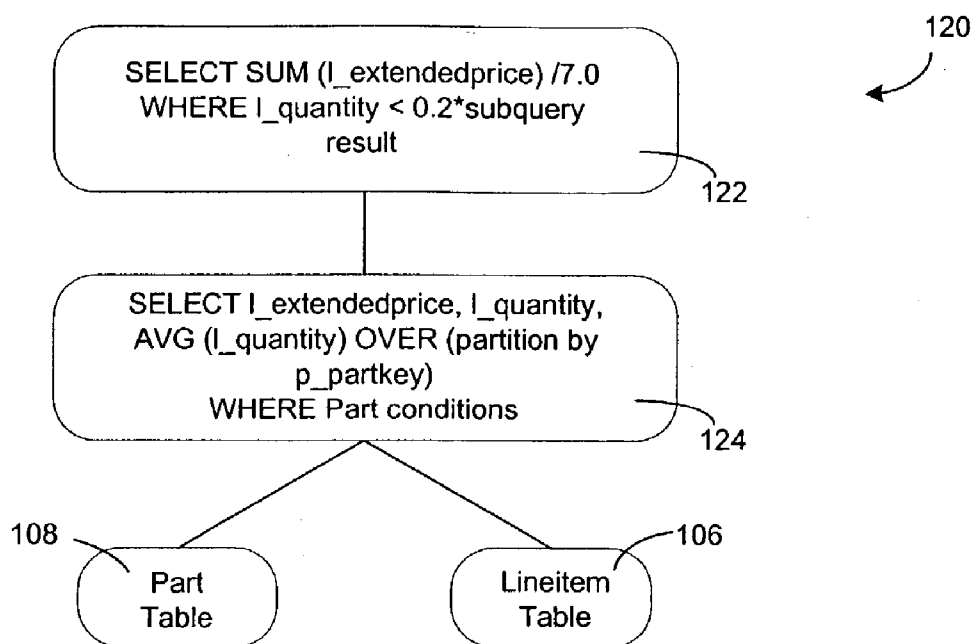 120
SELECT SUM (l_extendedprice) /7.0
WHERE l_quantity < 0.2*subquery
result
122
SELECT l_extendedprice, l_quantity,
AVG (l_quantity) OVER (partition by
p_partkey)
WHERE Part conditions
124
108
106
Part
Table
Lineitem
Table